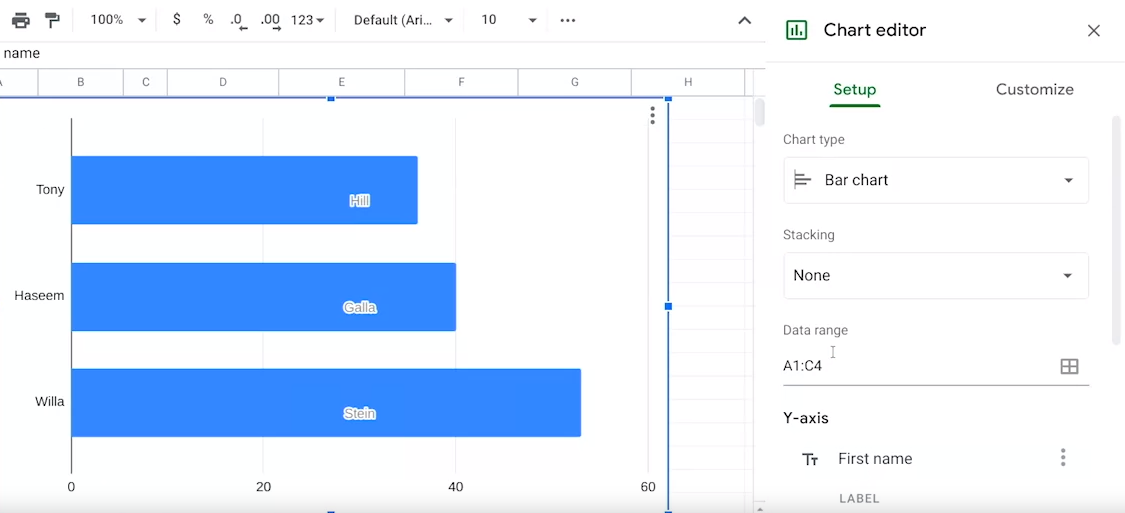 100% $ % .0 .00 123 Default (Ari... 10
name
B C D E F G H
Tony
Hill
Haseem
Galla
Willa
Stein
0 20 40 60
Chart editor
Setup Customize
Chart type
Bar chart
Stacking
None
Data range
A1:C4
Y-axis
Tт First name
LABEL